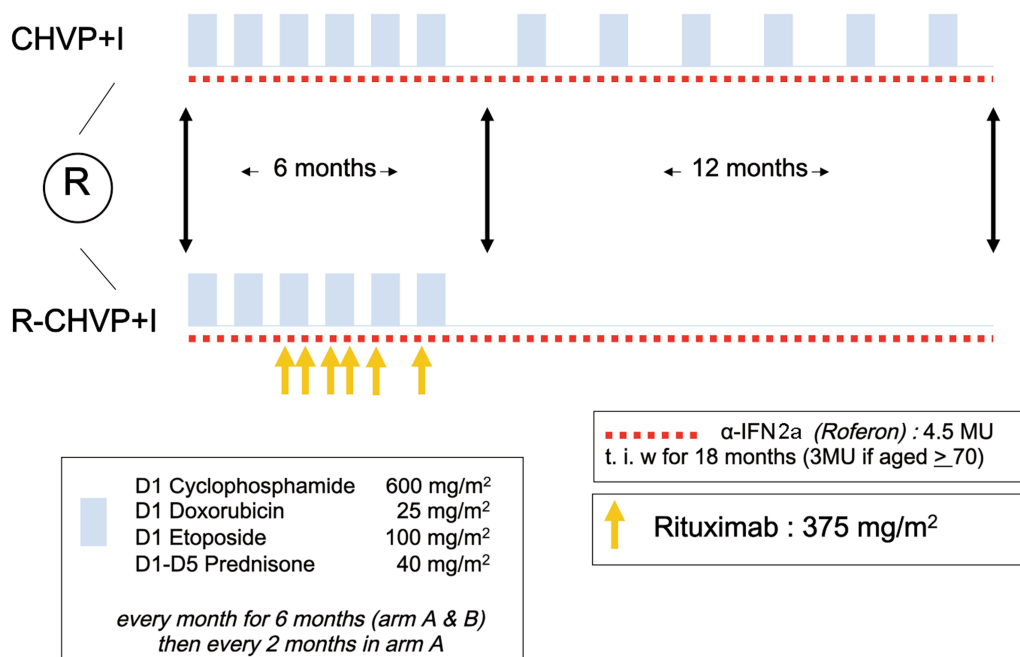 CHVP+I
6 months
12 months
R
R-CHVP+I
α-IFN2a (Roferon) : 4.5 MU
t. i. w for 18 months (3MU if aged ≥70)
D1 Cyclophosphamide 600 mg/m²
D1 Doxorubicin 25 mg/m²
D1 Etoposide 100 mg/m²
D1-D5 Prednisone 40 mg/m²
every month for 6 months (arm A & B)
then every 2 months in arm A
Rituximab : 375 mg/m²